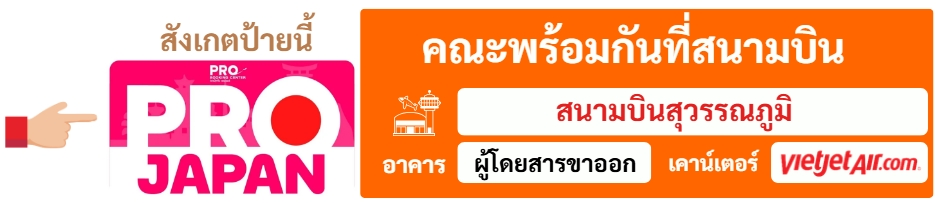 สังเกตป้ายนี้
PRO
BOOKING CENTER
PRO
JAPAN
คณะพร้อมกันที่สนามบิน
สนามบินสุวรรณภูมิ
อาคาร ผู้โดยสารขาออก เคาน์เตอร์ vietjetAir.com